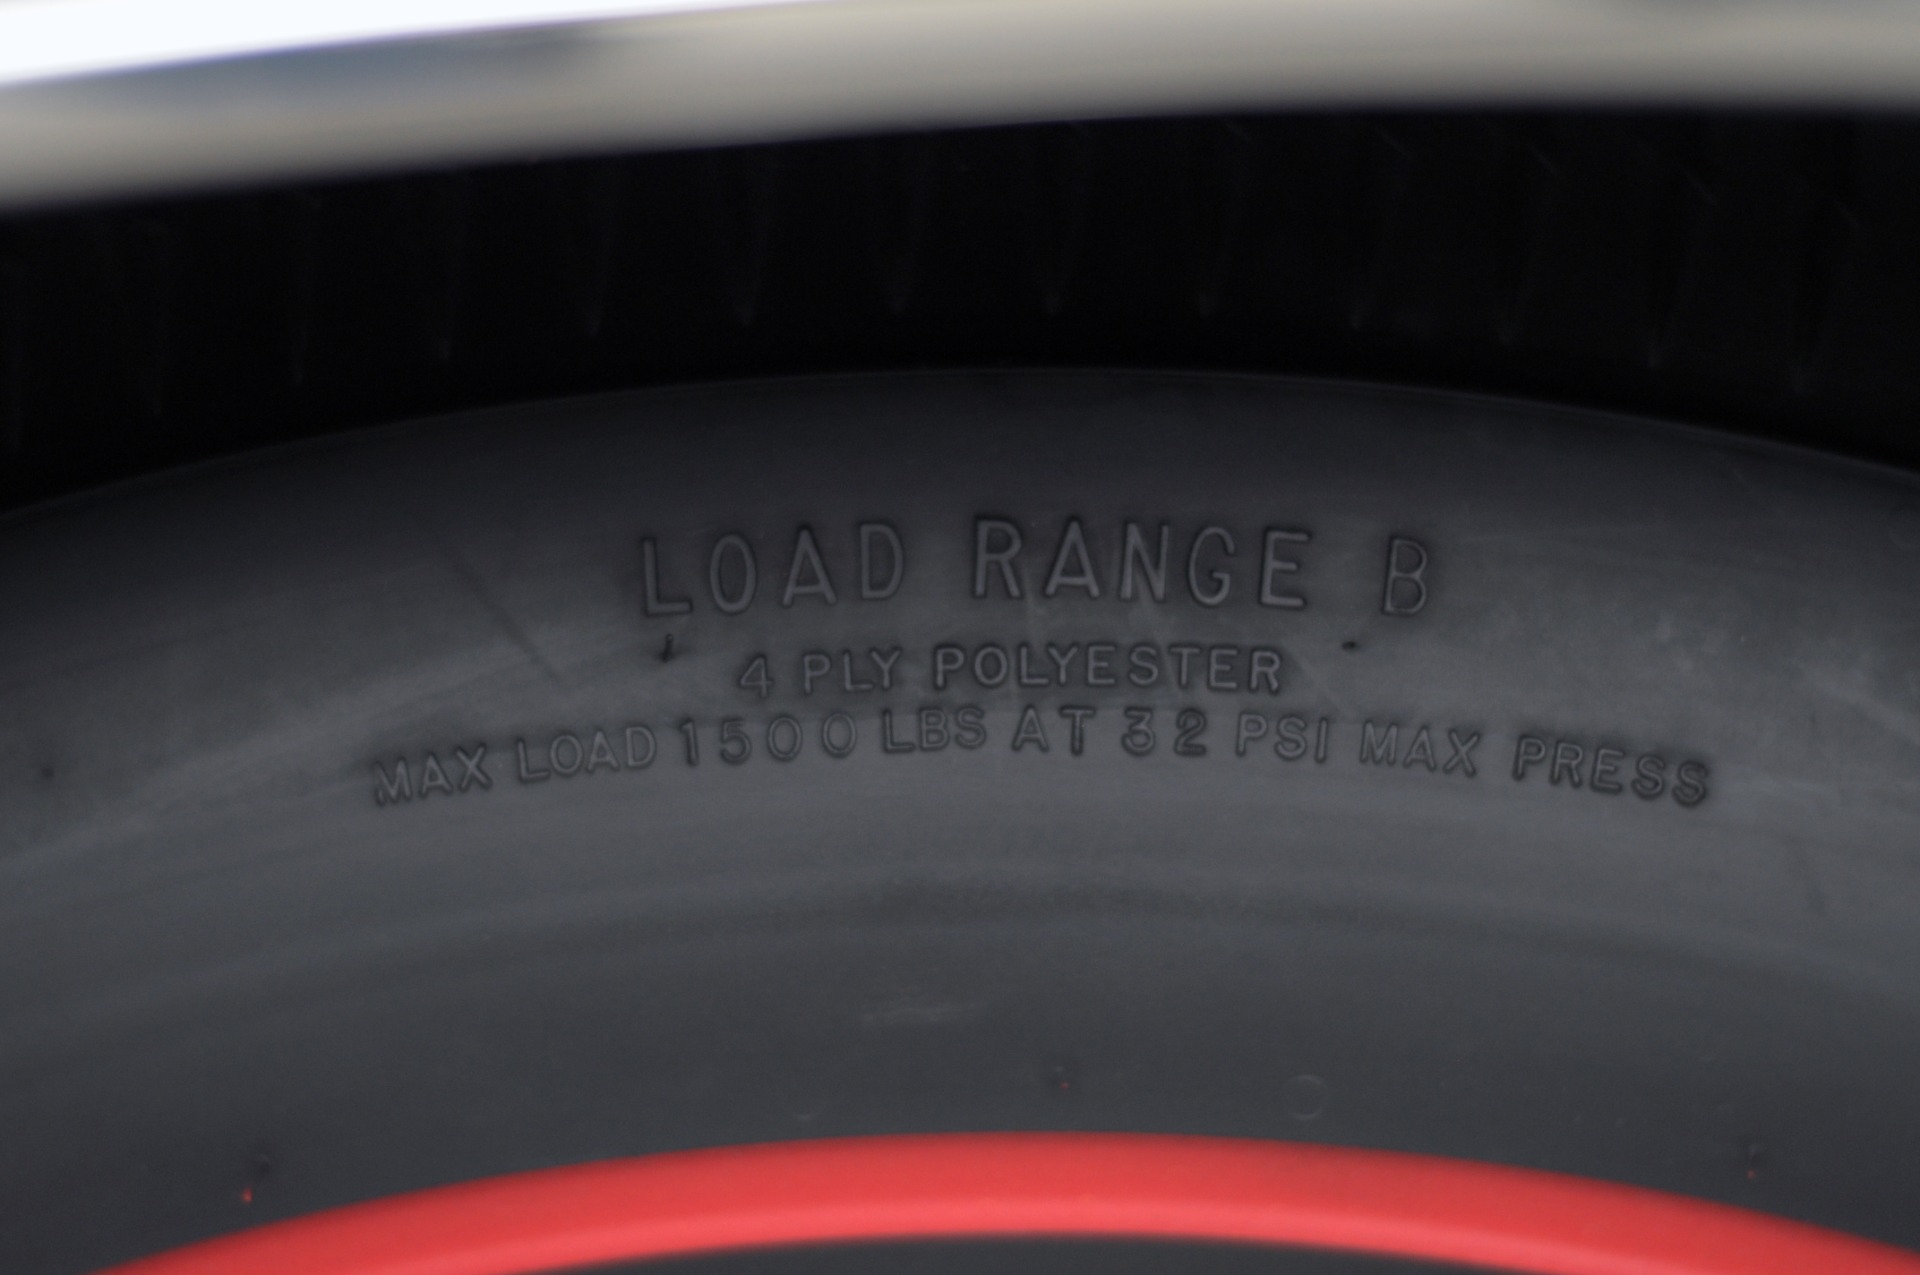 LOAD RANGE B
4 PLY POLYESTER
MAX LOAD 1500 LBS AT 32 PSI MAX PRESS